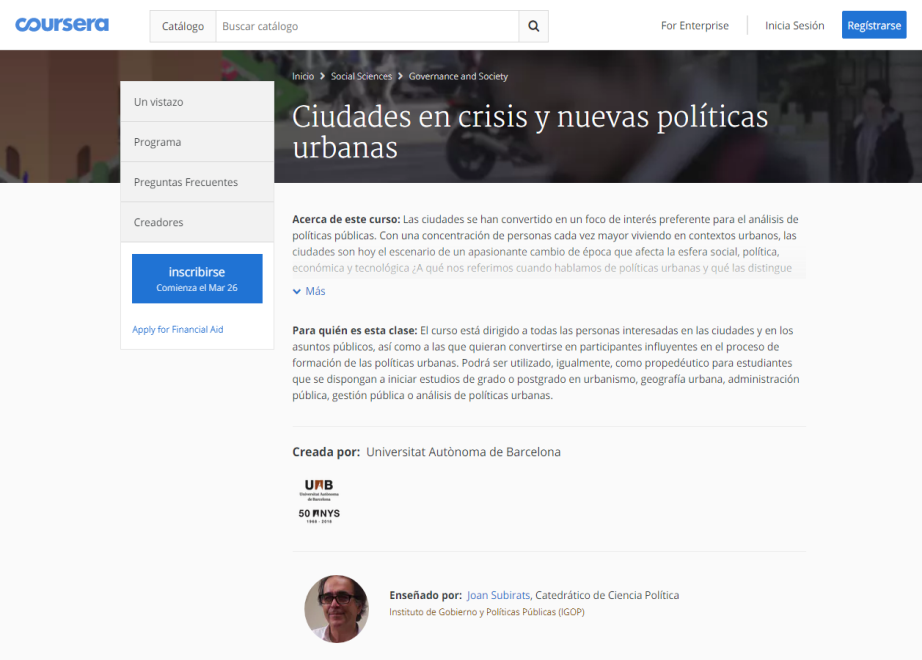 coursera
Catálogo
Buscar catálogo
For Enterprise
Inicia Sesión
Regístrarse
Inicio > Social Sciences > Governance and Society
Ciudades en crisis y nuevas políticas
urbanas
Un vistazo
Programa
Preguntas Frecuentes
Creadores
inscribirse
Comienza el Mar 26
Apply for Financial Aid
Acerca de este curso: Las ciudades se han convertido en un foco de interés preferente para el análisis de
políticas públicas. Con una concentración de personas cada vez mayor viviendo en contextos urbanos, las
ciudades son hoy el escenario de un apasionante cambio de época que afecta la esfera social, política,
económica y tecnológica ¿A qué nos referimos cuando hablamos de políticas urbanas y qué las distingue
Más
Para quién es esta clase: El curso está dirigido a todas las personas interesadas en las ciudades y en los
asuntos públicos, así como a las que quieran convertirse en participantes influyentes en el proceso de
formación de las políticas urbanas. Podrá ser utilizado, igualmente, como propedéutico para estudiantes
que se dispongan a iniciar estudios de grado o postgrado en urbanismo, geografía urbana, administración
pública, gestión pública o análisis de políticas urbanas.
Creada por: Universitat Autònoma de Barcelona
UAB
Universitat Autònoma
de Barcelona
50 ANYS
1968 - 2018
Enseñado por: Joan Subirats, Catedrático de Ciencia Política
Instituto de Gobierno y Políticas Públicas (IGOP)